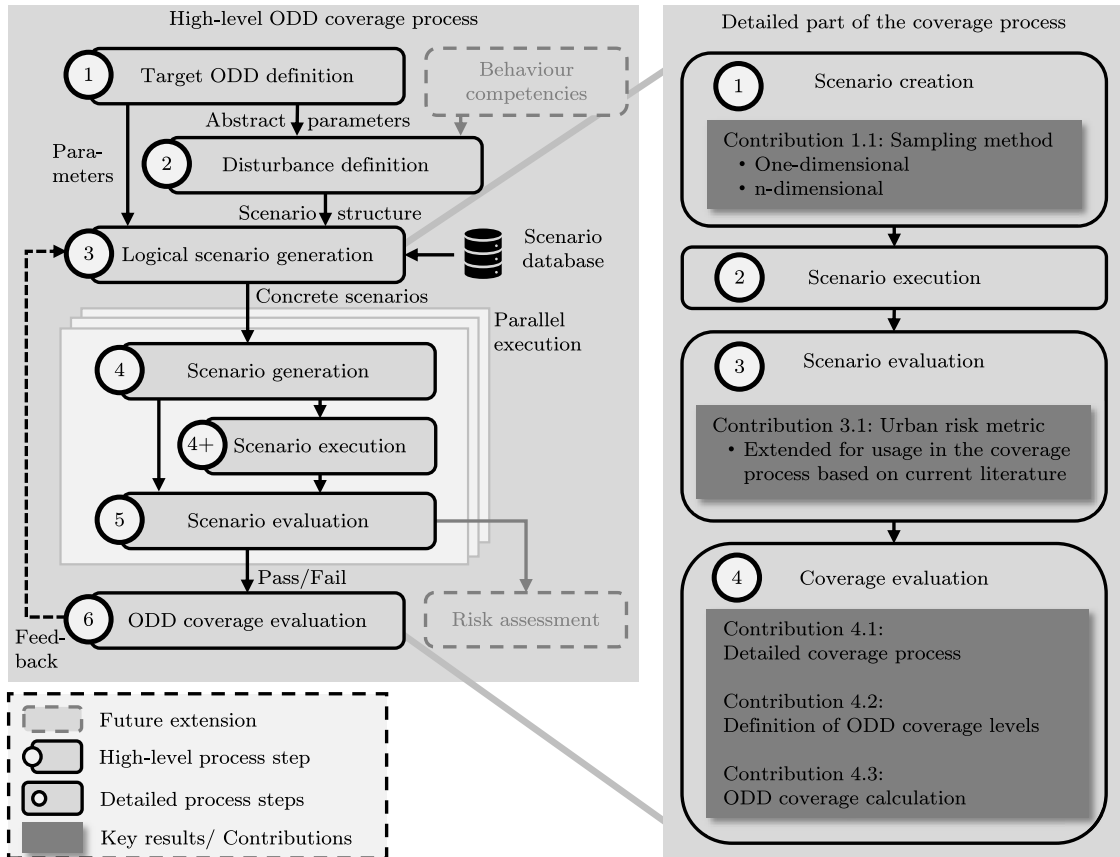 High-level ODD coverage process
1
Target ODD definition
Behaviour
competencies
Abstract parameters
Para-
meters
2
Disturbance definition
Scenario structure
3
Logical scenario generation
Scenario
database
Concrete scenarios
Parallel
execution
4
Scenario generation
4+
Scenario execution
5
Scenario evaluation
Pass/Fail
6
ODD coverage evaluation
Risk assessment
Feed-
back
Future extension
High-level process step
Detailed process steps
Key results/ Contributions
Detailed part of the coverage process
1
Scenario creation
Contribution 1.1: Sampling method
• One-dimensional
• n-dimensional
2
Scenario execution
3
Scenario evaluation
Contribution 3.1: Urban risk metric
• Extended for usage in the coverage
process based on current literature
4
Coverage evaluation
Contribution 4.1:
Detailed coverage process
Contribution 4.2:
Definition of ODD coverage levels
Contribution 4.3:
ODD coverage calculation